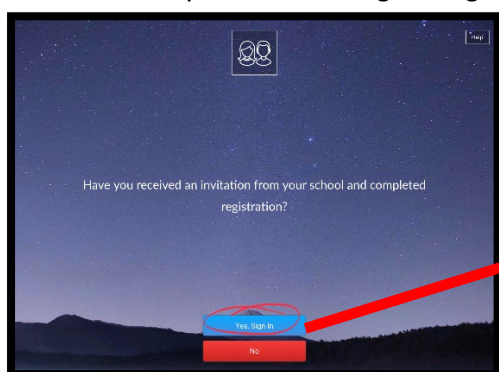 Help
Have you received an invitation from your school and completed
registration?
Yes, Sign In
No